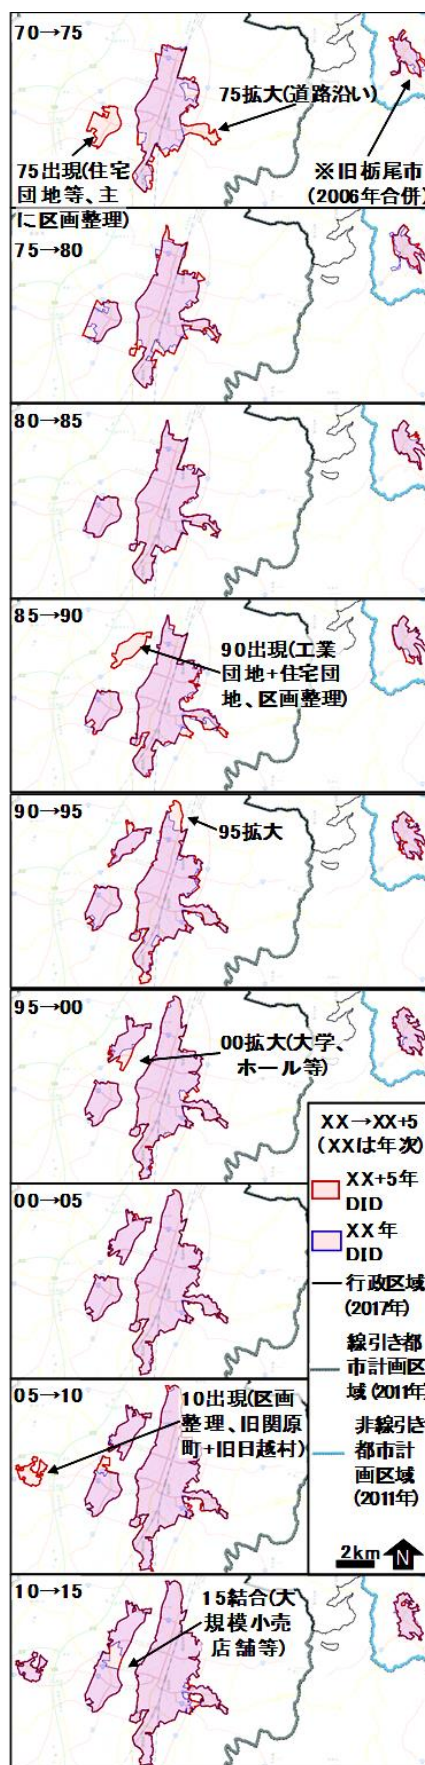 70→75
75拡大(道路沿い)
75出現(住宅
団地等、主
に区画整理)
※旧栃尾市
(2006年合併)
75→80
80→85
85→90
90出現(工業
団地+住宅団
地、区画整理)
90→95
95拡大
95→00
00拡大(大学、
ホール等)
XX→XX+5
(XXは年次)
XX+5年
DID
XX年
DID
行政区域
(2017年)
線引き都
市計画区
域(2011年)
非線引き
都市計
画区域
(2011年)
2km
N
00→05
05→10
10出現(区画
整理、旧関原
町+旧日越村)
10→15
15結合(大
規模小売
店舗等)